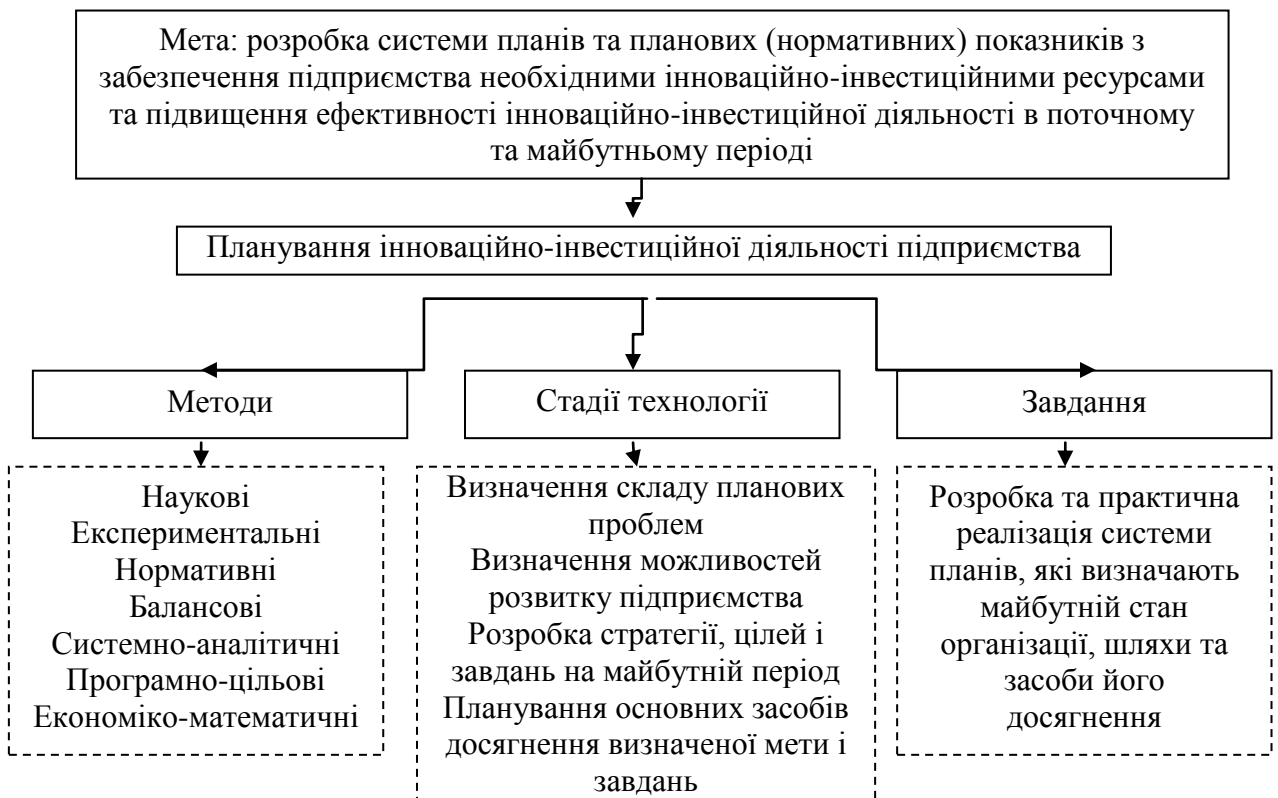 Мета: розробка системи планів та планових (нормативних) показників з
забезпечення підприємства необхідними інноваційно-інвестиційними ресурсами
та підвищення ефективності інноваційно-інвестиційної діяльності в поточному
та майбутньому періоді
Планування інноваційно-інвестиційної діяльності підприємства
Методи
Стадії технології
Завдання
Наукові
Експериментальні
Нормативні
Балансові
Системно-аналітичні
Програмно-цільові
Економіко-математичні
Визначення складу планових
проблем
Визначення можливостей
розвитку підприємства
Розробка стратегії, цілей і
завдань на майбутній період
Планування основних засобів
досягнення визначеної мети і
завдань
Розробка та практична
реалізація системи
планів, які визначають
майбутній стан
організації, шляхи та
засоби його
досягнення